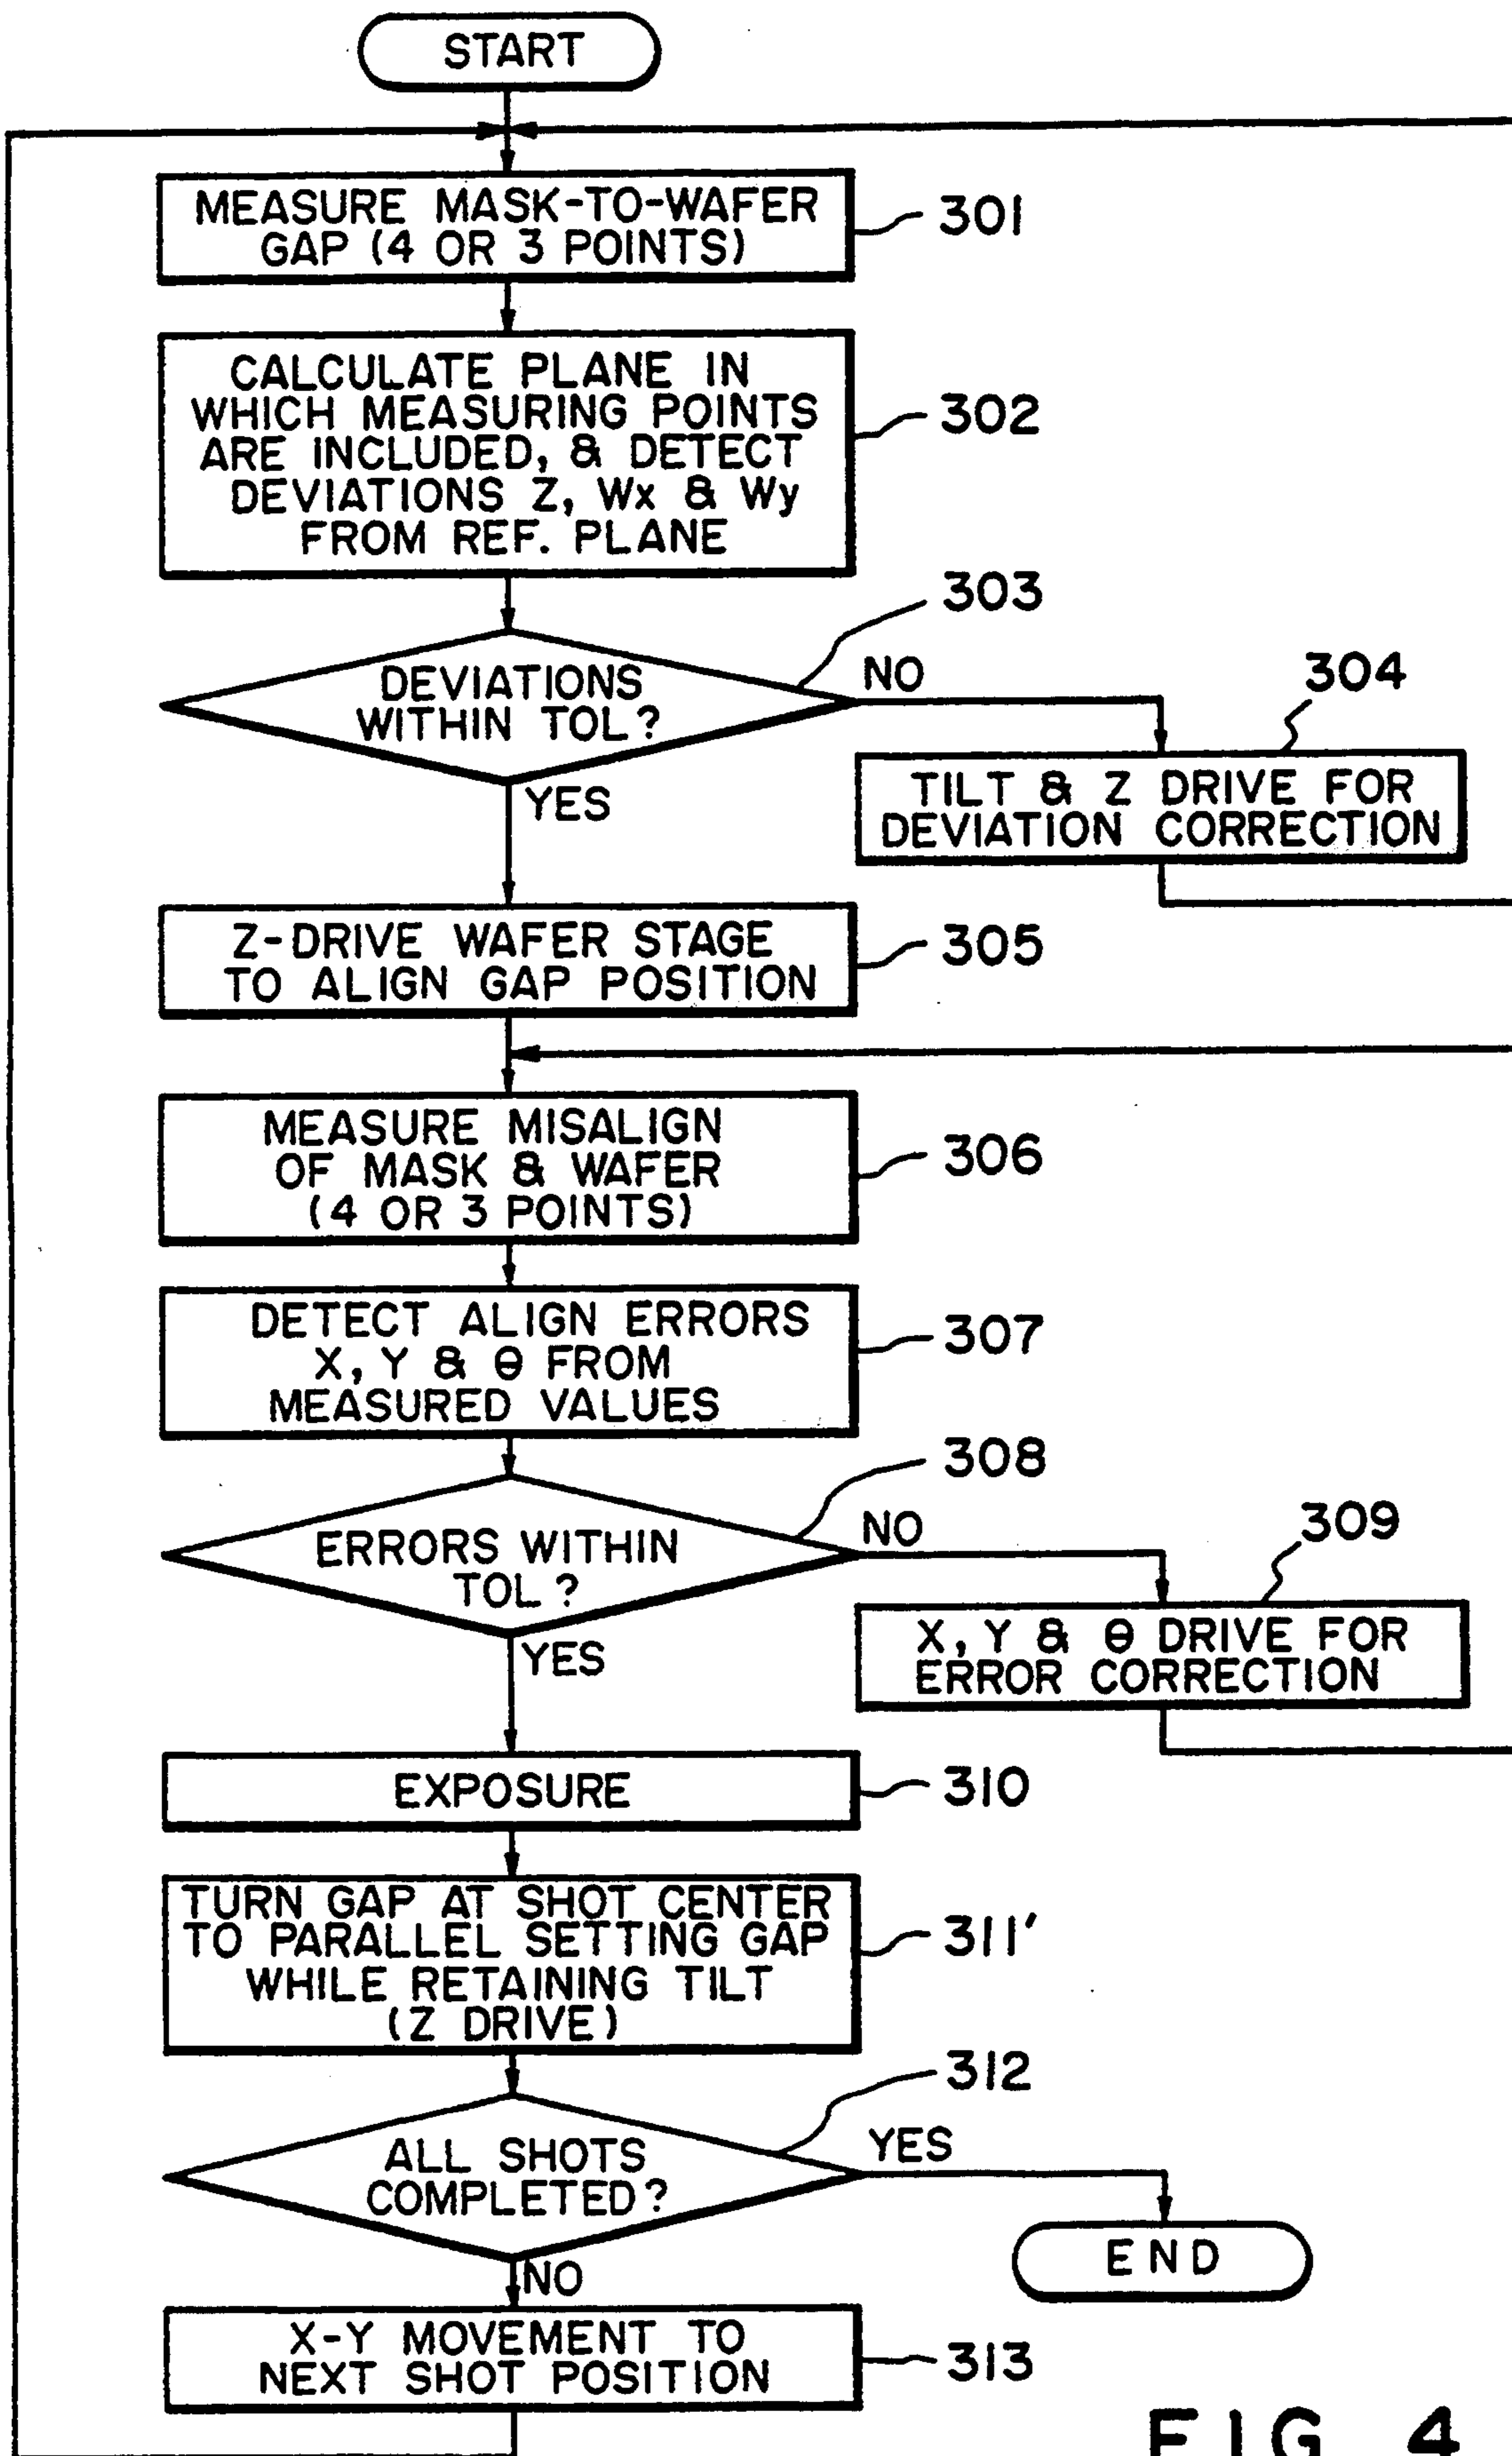 START
MEASURE MASK-TO-WAFER
GAP (4 OR 3 POINTS)
301
CALCULATE PLANE IN
WHICH MEASURING POINTS
ARE INCLUDED, & DETECT
DEVIATIONS Z, Wx & Wy
FROM REF. PLANE
302
303
DEVIATIONS
WITHIN TOL?
NO
YES
304
TILT & Z DRIVE FOR
DEVIATION CORRECTION
Z-DRIVE WAFER STAGE
TO ALIGN GAP POSITION
305
MEASURE MISALIGN
OF MASK & WAFER
(4 OR 3 POINTS)
306
DETECT ALIGN ERRORS
X, Y & θ FROM
MEASURED VALUES
307
308
ERRORS WITHIN
TOL?
NO
YES
309
X, Y & θ DRIVE FOR
ERROR CORRECTION
EXPOSURE
310
TURN GAP AT SHOT CENTER
TO PARALLEL SETTING GAP
WHILE RETAINING TILT
(Z DRIVE)
311'
312
ALL SHOTS
COMPLETED?
YES
END
NO
X-Y MOVEMENT TO
NEXT SHOT POSITION
313
FIG 4